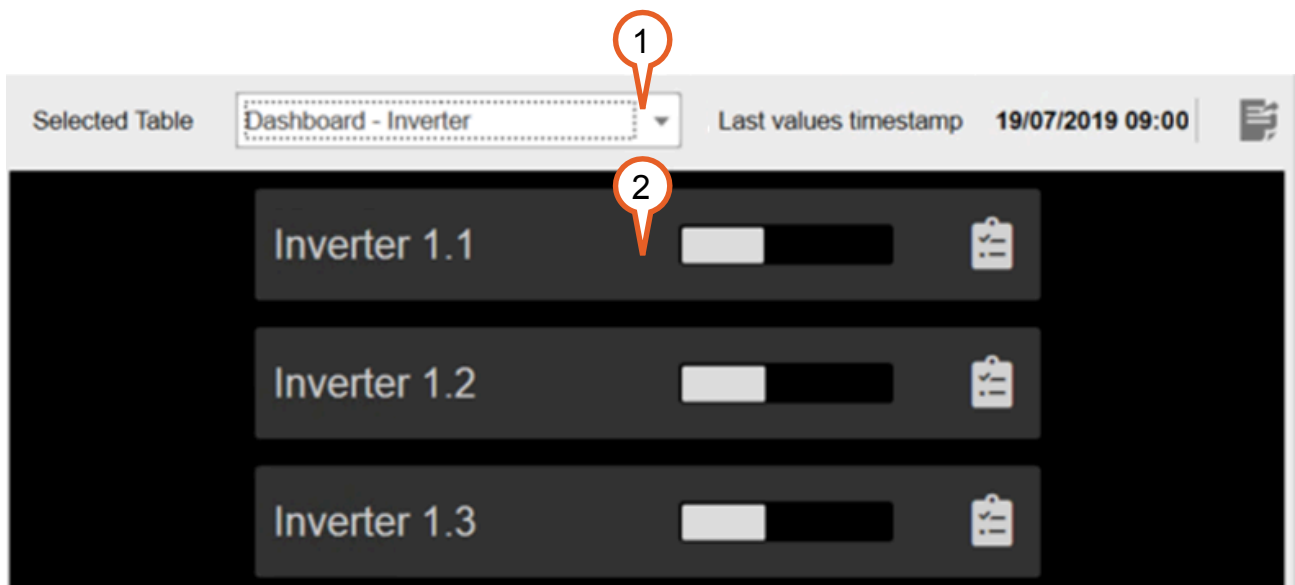 1
Selected Table Dashboard - Inverter Last values timestamp 19/07/2019 09:00
2
Inverter 1.1
Inverter 1.2
Inverter 1.3